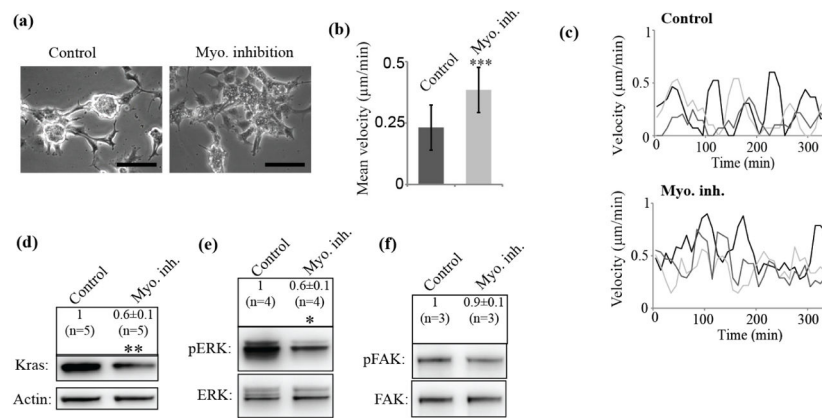 (a)
Control
Myo. inhibition
(b)
Mean velocity (µm/min)
0.5
0.25
0
Control
Myo. inh.
***
(c)
Control
Velocity (µm/min)
1
0.5
0
0
100
200
300
Time (min)
Myo. inh.
Velocity (µm/min)
1
0.5
0
0
100
200
300
Time (min)
(d)
Control
Myo. inh.
1
(n=5)
0.6±0.1
(n=5)
**
Kras:
Actin:
(e)
Control
Myo. inh.
1
(n=4)
0.6±0.1
(n=4)
*
pERK:
ERK:
(f)
Control
Myo. inh.
1
(n=3)
0.9±0.1
(n=3)
pFAK:
FAK: